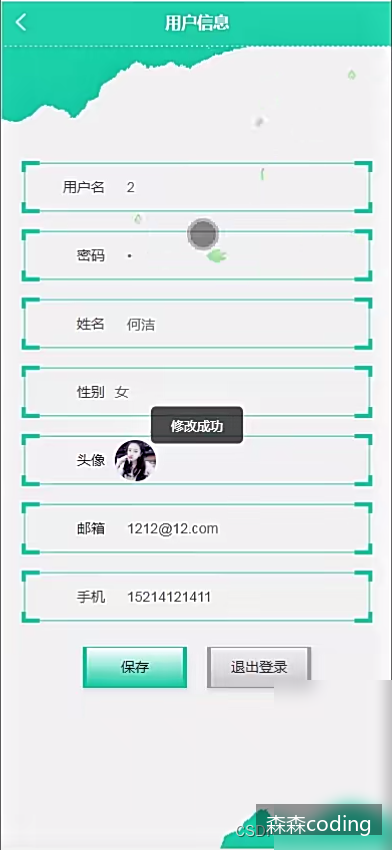 用户信息
用户名 2
密码 •
姓名 何洁
性别 女
修改成功
头像
邮箱 1212@12.com
手机 15214121411
保存 退出登录
森森coding